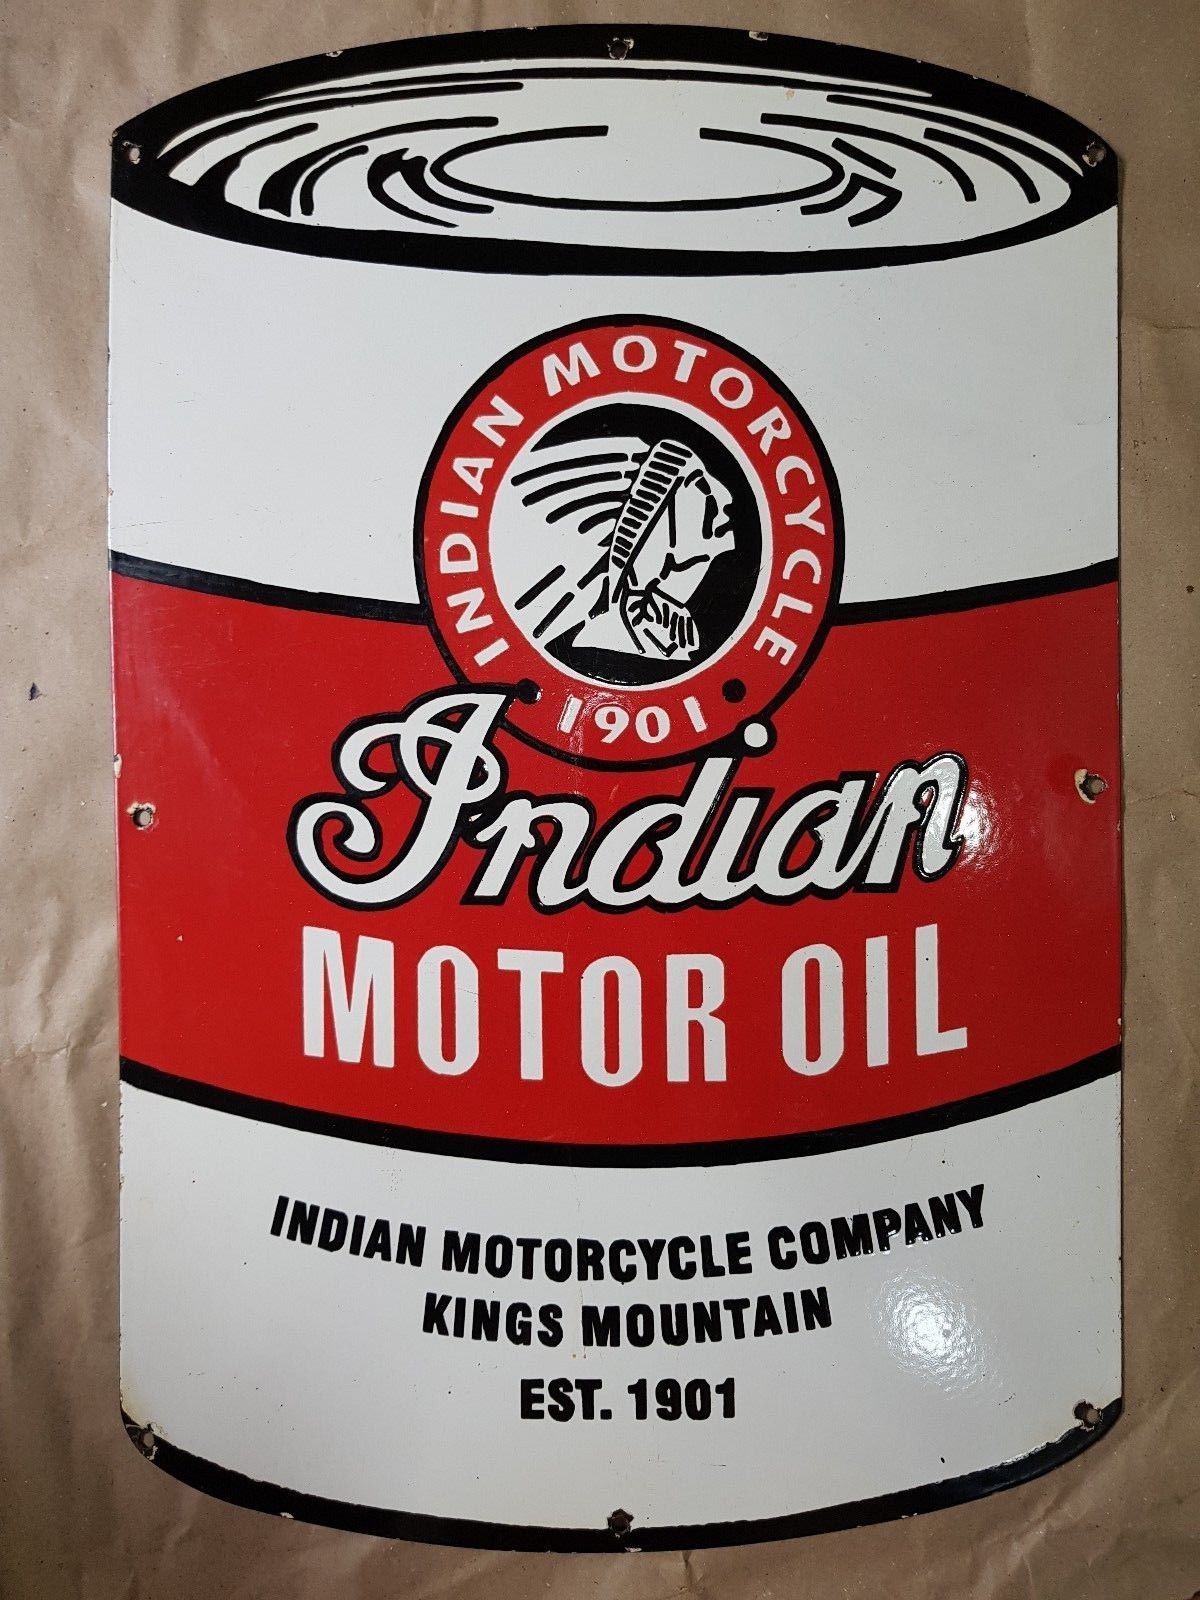 INDIAN MOTORCYCLE
1901
Indian
MOTOR OIL
INDIAN MOTORCYCLE COMPANY
KINGS MOUNTAIN
EST. 1901